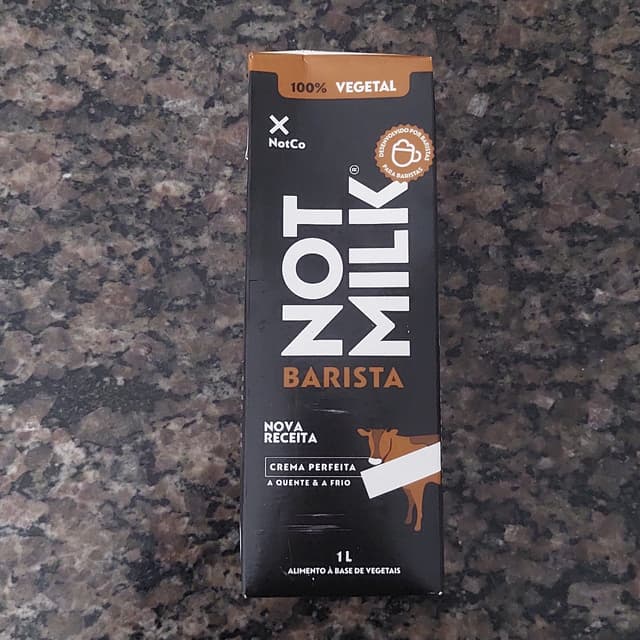 100% VEGETAL
NotCo
DESENVOLVIDO POR BARISTAS
PARA BARISTAS
NOT
MILK®
BARISTA
NOVA
RECEITA
CREMA PERFEITA
A QUENTE & A FRIO
1 L
ALIMENTO À BASE DE VEGETAIS